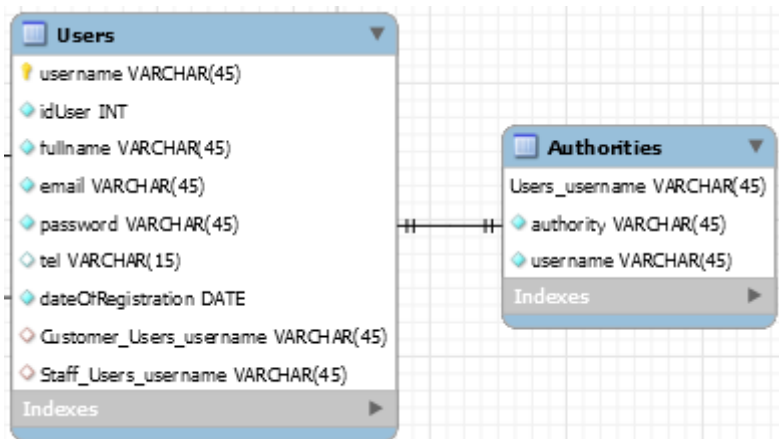 Users
username VARCHAR(45)
idUser INT
fullname VARCHAR(45)
email VARCHAR(45)
password VARCHAR(45)
tel VARCHAR(15)
dateOfRegistration DATE
Customer_Users_username VARCHAR(45)
Staff_Users_username VARCHAR(45)
Indexes
Authorities
Users_username VARCHAR(45)
authority VARCHAR(45)
username VARCHAR(45)
Indexes